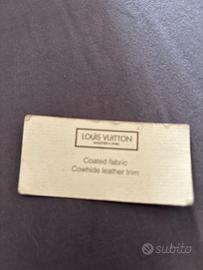 LOUIS VUITTON
MALLETIER A PARIS
Coated fabric
Cowhide leather trim
subito